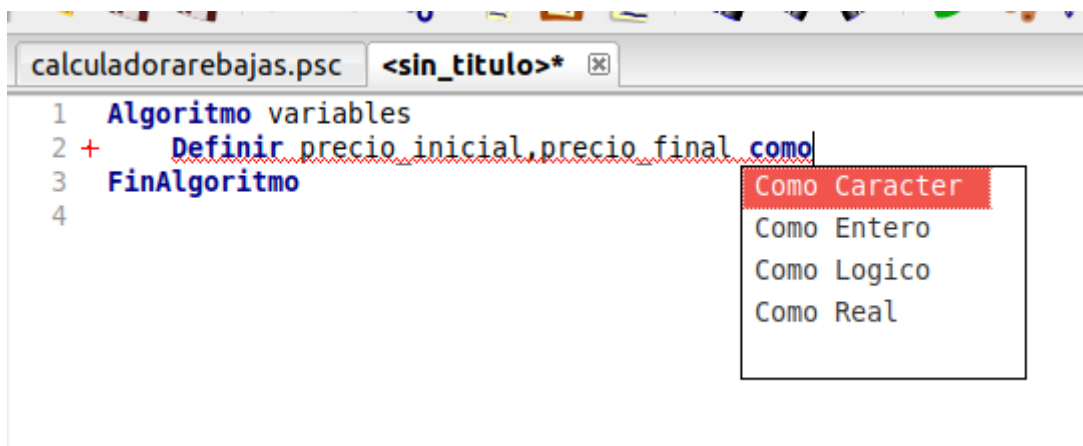 calculadorarebajas.psc <sin_titulo>*
1 Algoritmo variables
2 + Definir precio_inicial,precio_final como
3 FinAlgoritmo
4
Como Caracter
Como Entero
Como Logico
Como Real